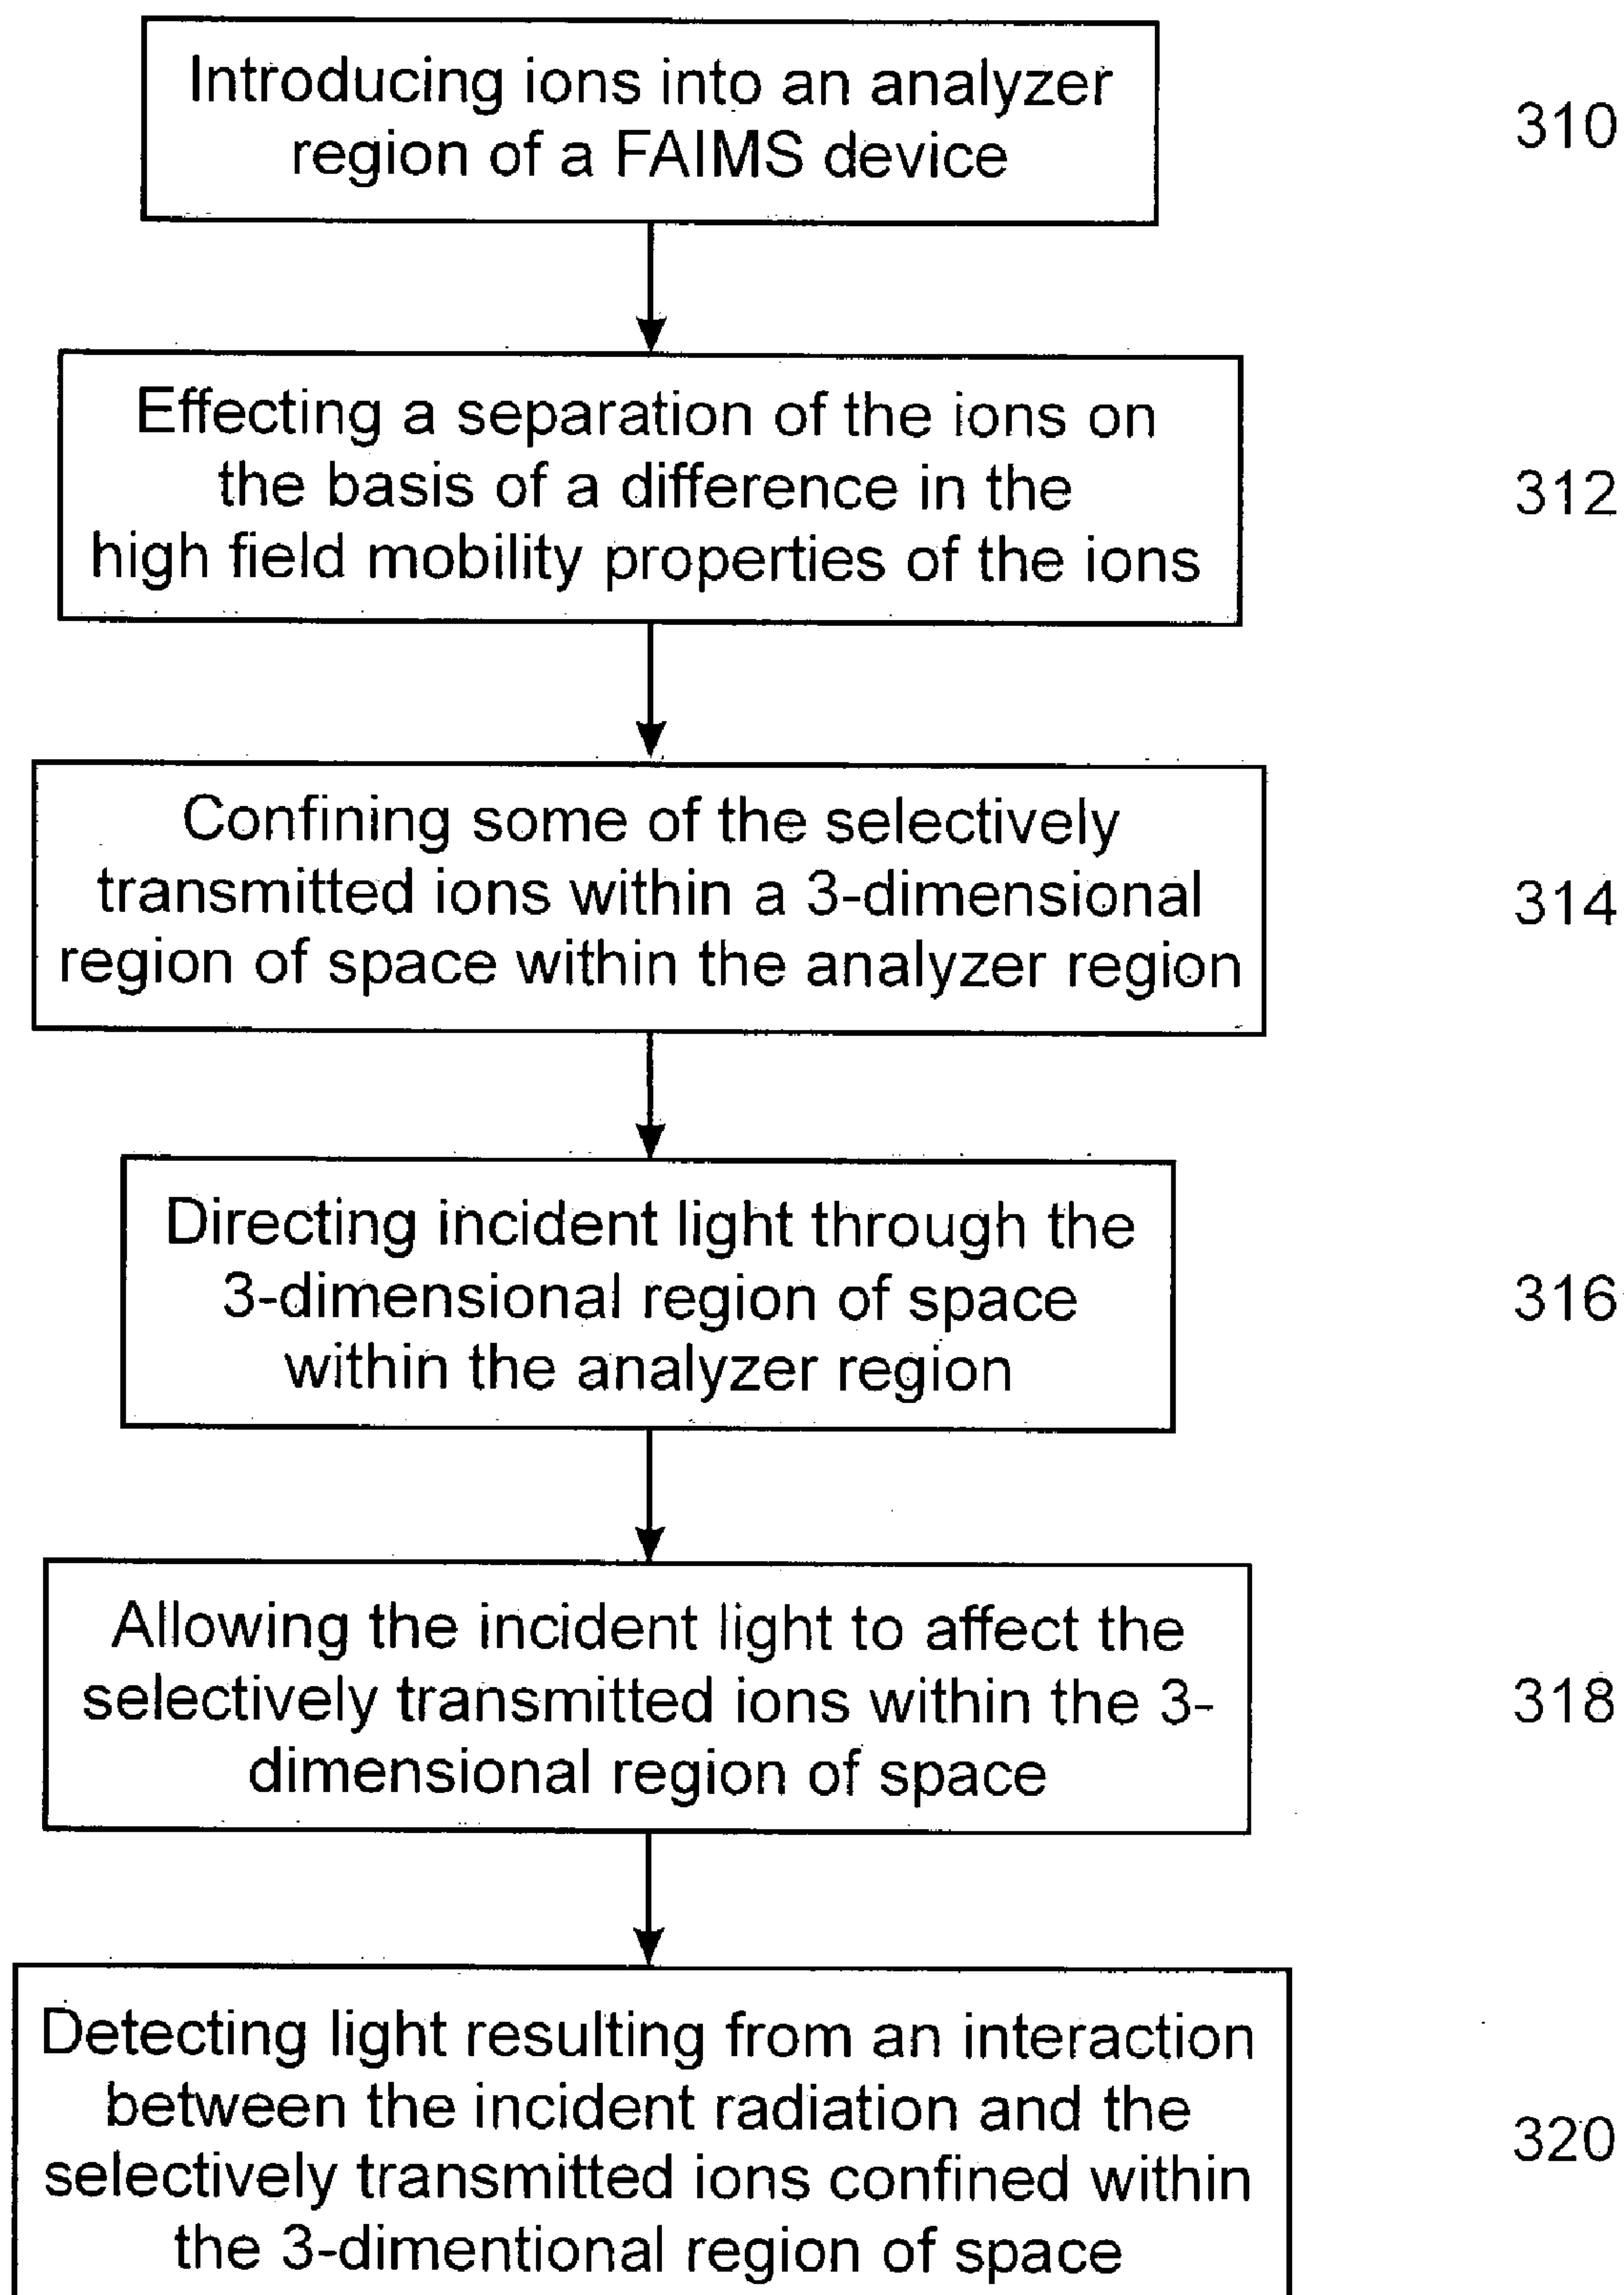 Introducing ions into an analyzer
region of a FAIMS device
310
Effecting a separation of the ions on
the basis of a difference in the
high field mobility properties of the ions
312
Confining some of the selectively
transmitted ions within a 3-dimensional
region of space within the analyzer region
314
Directing incident light through the
3-dimensional region of space
within the analyzer region
316
Allowing the incident light to affect the
selectively transmitted ions within the 3-
dimensional region of space
318
Detecting light resulting from an interaction
between the incident radiation and the
selectively transmitted ions confined within
the 3-dimentional region of space
320